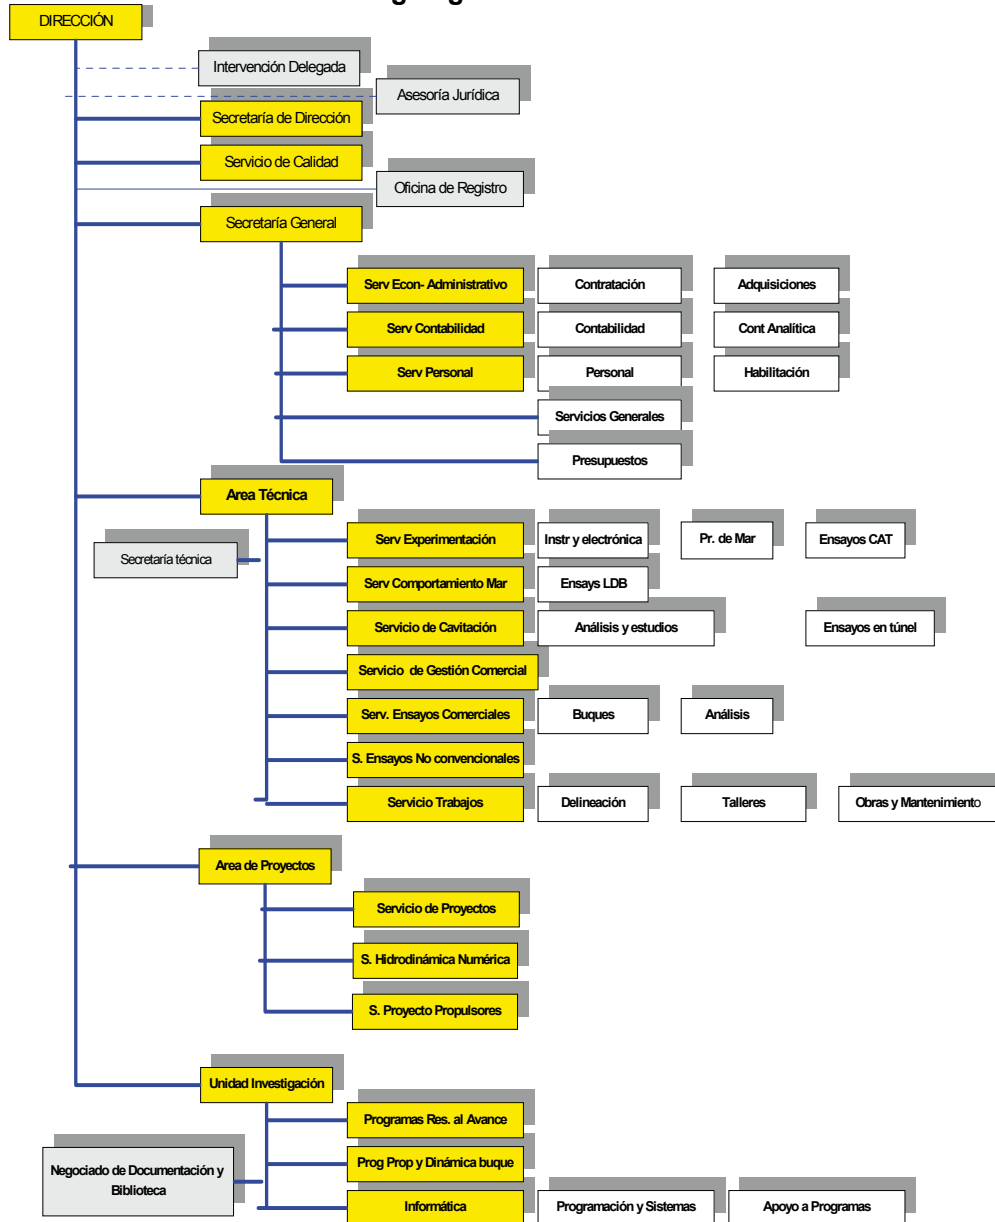 DIRECCIÓN
Intervención Delegada
Asesoría Jurídica
Secretaría de Dirección
Servicio de Calidad
Oficina de Registro
Secretaría General
Serv Econ- Administrativo
Contratación
Adquisiciones
Serv Contabilidad
Contabilidad
Cont Analítica
Serv Personal
Personal
Habilitación
Servicios Generales
Presupuestos
Area Técnica
Secretaría técnica
Serv Experimentación
Instr y electrónica
Pr. de Mar
Ensayos CAT
Serv Comportamiento Mar
Ensays LDB
Servicio de Cavitación
Análisis y estudios
Ensayos en túnel
Servicio de Gestión Comercial
Serv. Ensayos Comerciales
Buques
Análisis
S. Ensayos No convencionales
Servicio Trabajos
Delineación
Talleres
Obras y Mantenimiento
Area de Proyectos
Servicio de Proyectos
S. Hidrodinámica Numérica
S. Proyecto Propulsores
Unidad Investigación
Programas Res. al Avance
Prog Prop y Dinámica buque
Negociado de Documentación y
Biblioteca
Informática
Programación y Sistemas
Apoyo a Programas